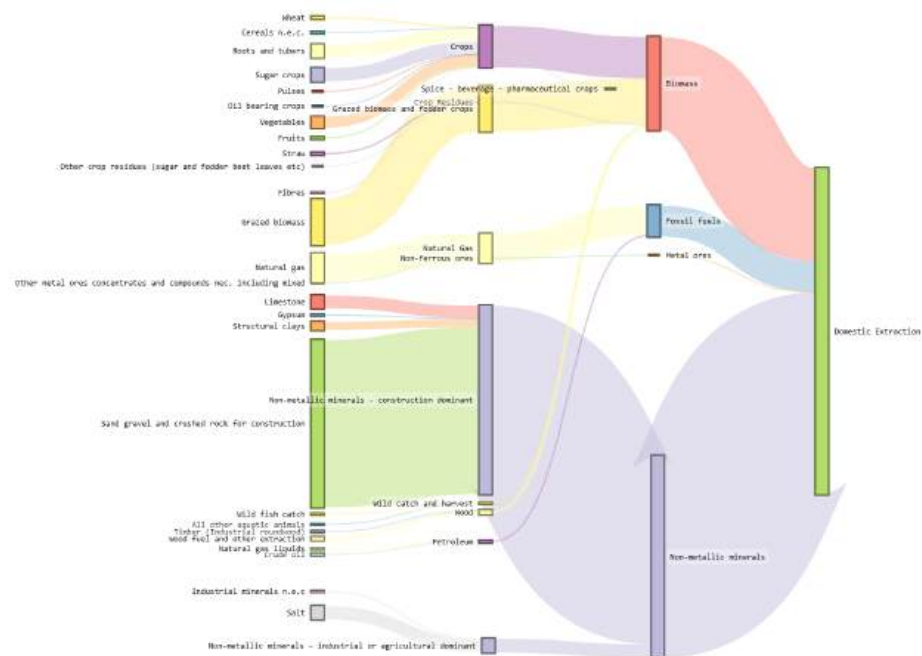 Wheat
Cereals n.e.c.
Roots and tubers
Crops
Sugar crops
Biomass
Pulses
Spice - beverage - pharmaceutical crops
Oil bearing crops
Crop Residues
Grazed biomass and fodder crops
Vegetables
Fruits
Straw
Other crop residues (sugar and fodder beet leaves etc)
Fibres
Grazed biomass
Fossil fuels
Natural Gas
Non-ferrous ores
Metal ores
Natural gas
Other metal ores concentrates and compounds nec. including mixed
Limestone
Gypsum
Structural clays
Domestic Extraction
Non-metallic minerals - construction dominant
Sand gravel and crushed rock for construction
Wild catch and harvest
Wild fish catch
Wood
All other aquatic animals
Timber (Industrial roundwood)
Wood fuel and other extraction
Petroleum
Natural gas liquids
Crude oil
Non-metallic minerals
Industrial minerals n.e.c
Salt
Non-metallic minerals - industrial or agricultural dominant